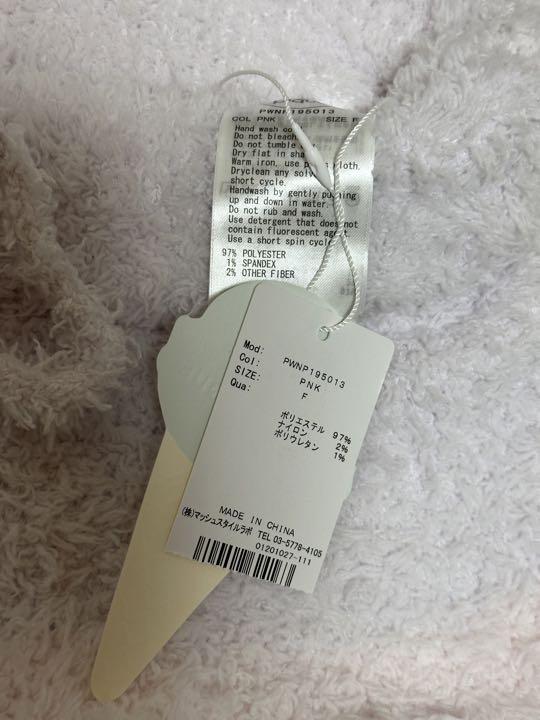 PWNP195013
COL PNK SIZE F
Hand wash
Do not bleach
Do not tumble
Dry flat in
Warm iron, use cloth.
Dryclean any
short cycle.
Handwash by gently
up and down in water.
Do not rub and wash.
Use detergent that does not
contain fluorescent agent
Use a short spin cycle
97% POLYESTER
1% SPANDEX
2% OTHER FIBER
Mod: PWNP195013
Col: PNK
SIZE: F
Qua:
ポリエステル 97%
ナイロン 2%
ポリウレタン 1%
MADE IN CHINA
(株)マッシュスタイルラボ TEL 03-5778-4105
01201027-111